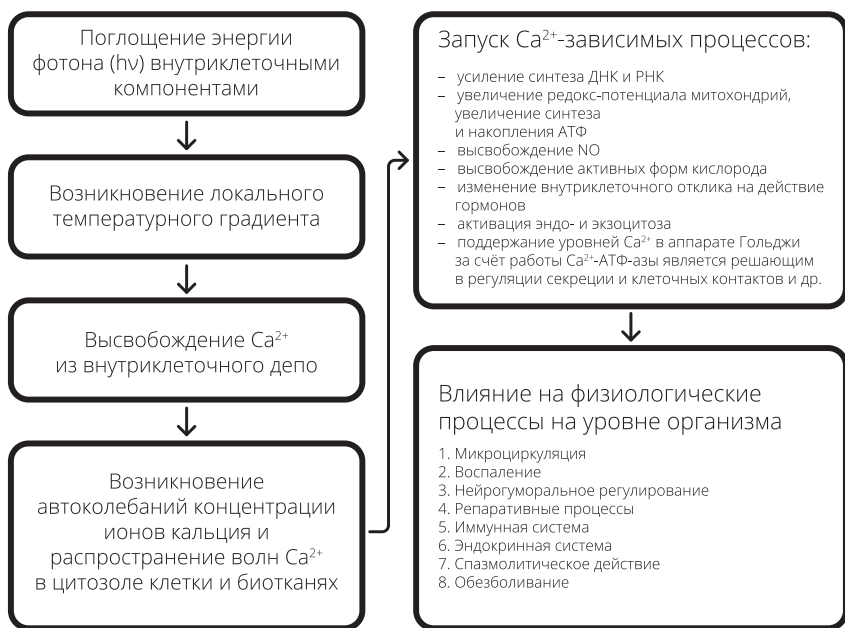 Поглощение энергии
фотона (hν) внутриклеточными
компонентами
Возникновение локального
температурного градиента
Высвобождение Ca²⁺
из внутриклеточного депо
Возникновение
автоколебаний концентрации
ионов кальция и
распространение волн Ca²⁺
в цитозоле клетки и биотканях
Запуск Ca²⁺-зависимых процессов:
– усиление синтеза ДНК и РНК
– увеличение редокс-потенциала митохондрий,
увеличение синтеза
и накопления АТФ
– высвобождение NO
– высвобождение активных форм кислорода
– изменение внутриклеточного отклика на действие
гормонов
– активация эндо- и экзоцитоза
– поддержание уровней Ca²⁺ в аппарате Гольджи
за счёт работы Ca²⁺-АТФ-азы является решающим
в регуляции секреции и клеточных контактов и др.
Влияние на физиологические
процессы на уровне организма
1. Микроциркуляция
2. Воспаление
3. Нейрогуморальное регулирование
4. Репаративные процессы
5. Иммунная система
6. Эндокринная система
7. Спазмолитическое действие
8. Обезболивание